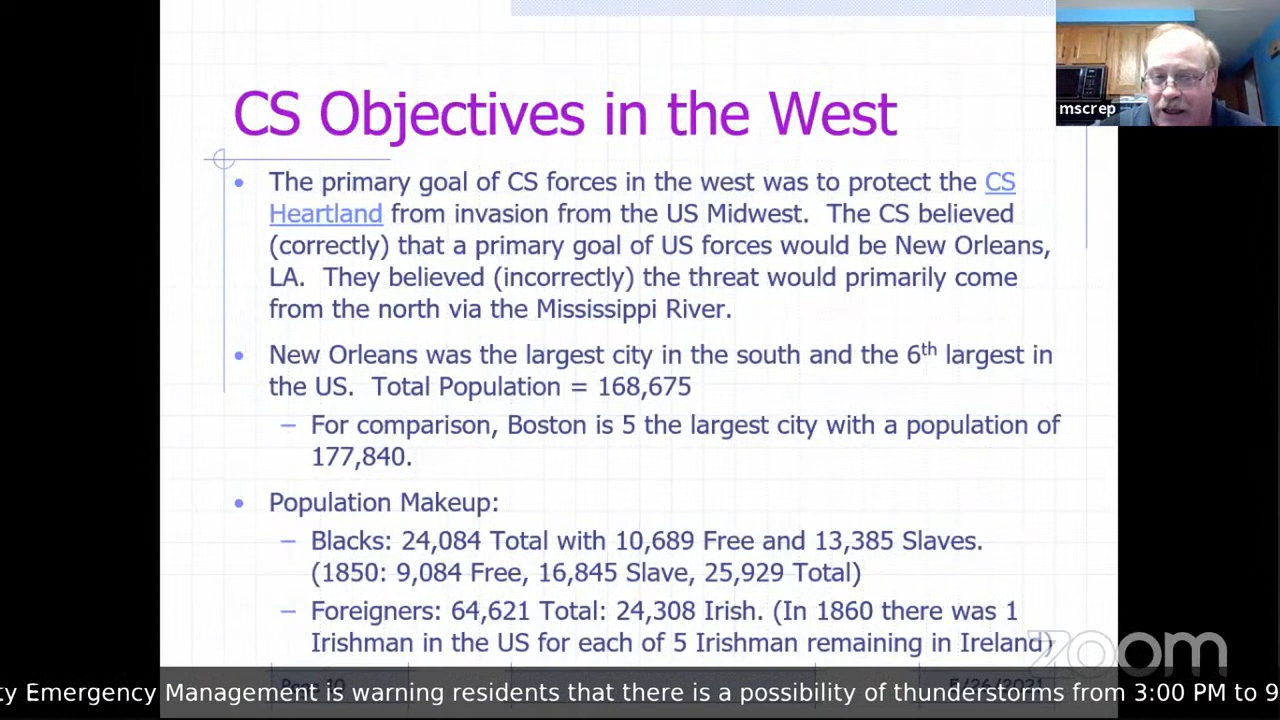 CS Objectives in the West
mscrep
• The primary goal of CS forces in the west was to protect the CS
Heartland from invasion from the US Midwest. The CS believed
(correctly) that a primary goal of US forces would be New Orleans,
LA. They believed (incorrectly) the threat would primarily come
from the north via the Mississippi River.
• New Orleans was the largest city in the south and the 6th largest in
the US. Total Population = 168,675
– For comparison, Boston is 5 the largest city with a population of
177,840.
• Population Makeup:
– Blacks: 24,084 Total with 10,689 Free and 13,385 Slaves.
(1850: 9,084 Free, 16,845 Slave, 25,929 Total)
– Foreigners: 64,621 Total: 24,308 Irish. (In 1860 there was 1
Irishman in the US for each of 5 Irishman remaining in Ireland)
zoom
Page 10
5/26/2021
ty Emergency Management is warning residents that there is a possibility of thunderstorms from 3:00 PM to 9